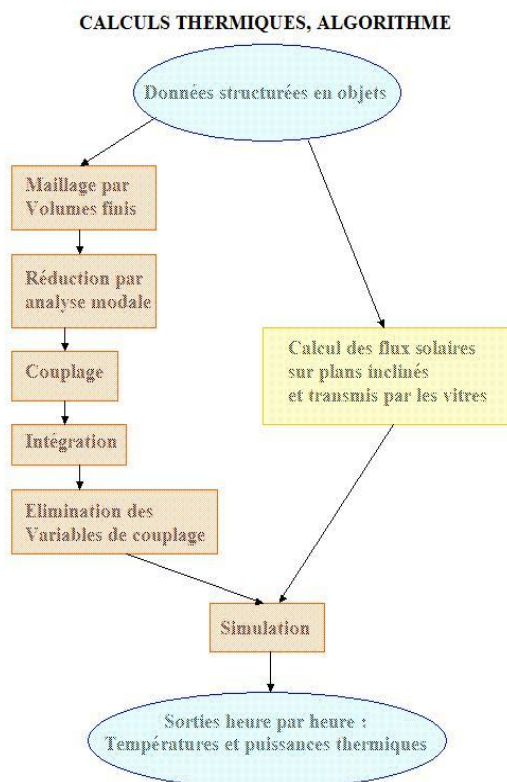 CALCULS THERMIQUES, ALGORITHME
Données structurées en objets
Maillage par
Volumes finis
Réduction par
analyse modale
Couplage
Intégration
Elimination des
Variables de couplage
Calcul des flux solaires
sur plans inclinés
et transmis par les vitres
Simulation
Sorties heure par heure :
Températures et puissances thermiques